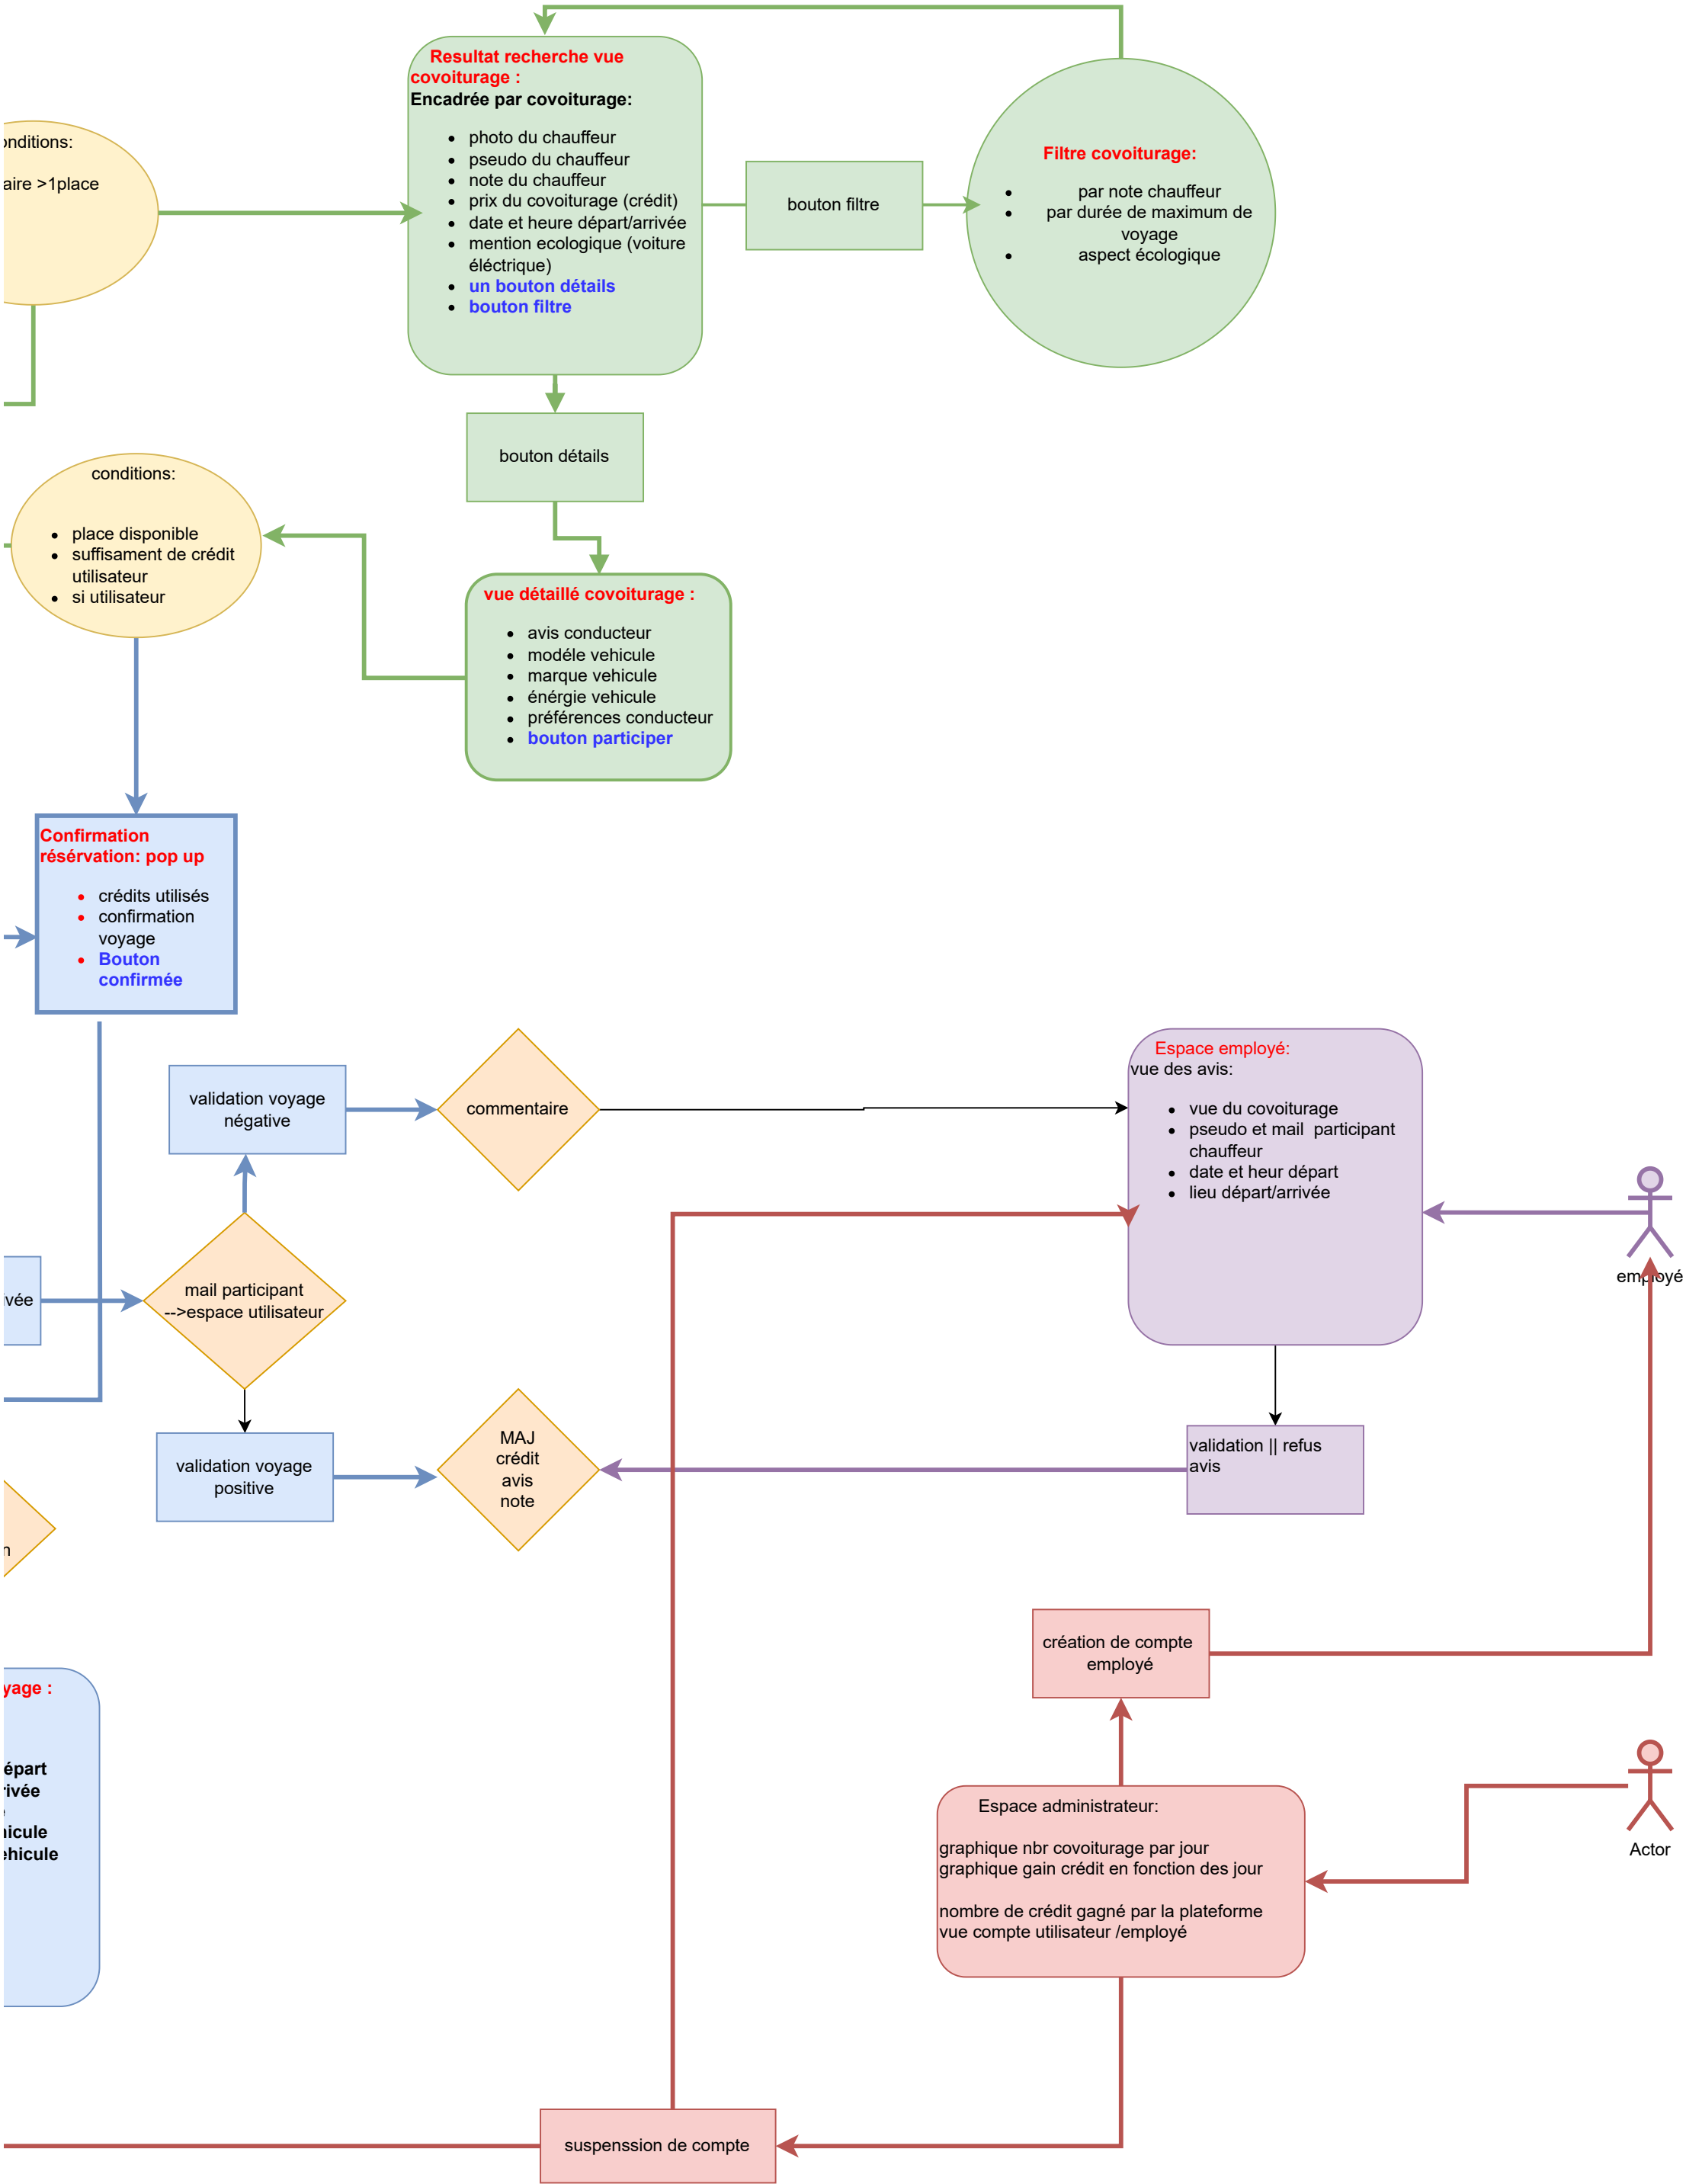 Resultat recherche vue
covoiturage :
Encadrée par covoiturage:
photo du chauffeur
pseudo du chauffeur
note du chauffeur
prix du covoiturage (crédit)
date et heure départ/arrivée
mention ecologique (voiture
éléctrique)
un bouton détails
bouton filtre
onditions:
aire >1place
bouton filtre
Filtre covoiturage:
par note chauffeur
par durée de maximum de
voyage
aspect écologique
bouton détails
conditions:
place disponible
suffisament de crédit
utilisateur
si utilisateur
vue détaillé covoiturage :
avis conducteur
modéle vehicule
marque vehicule
énérgie vehicule
préférences conducteur
bouton participer
Confirmation
résérvation: pop up
crédits utilisés
confirmation
voyage
Bouton
confirmée
validation voyage
négative
commentaire
Espace employé:
vue des avis:
vue du covoiturage
pseudo et mail  participant
chauffeur
date et heur départ
lieu départ/arrivée
employé
ivée
mail participant
-->espace utilisateur
validation voyage
positive
MAJ
crédit
avis
note
validation || refus
avis
n
création de compte
employé
yage :
épart
rivée
hicule
ehicule
Espace administrateur:
graphique nbr covoiturage par jour
graphique gain crédit en fonction des jour
nombre de crédit gagné par la plateforme
vue compte utilisateur /employé
Actor
suspenssion de compte